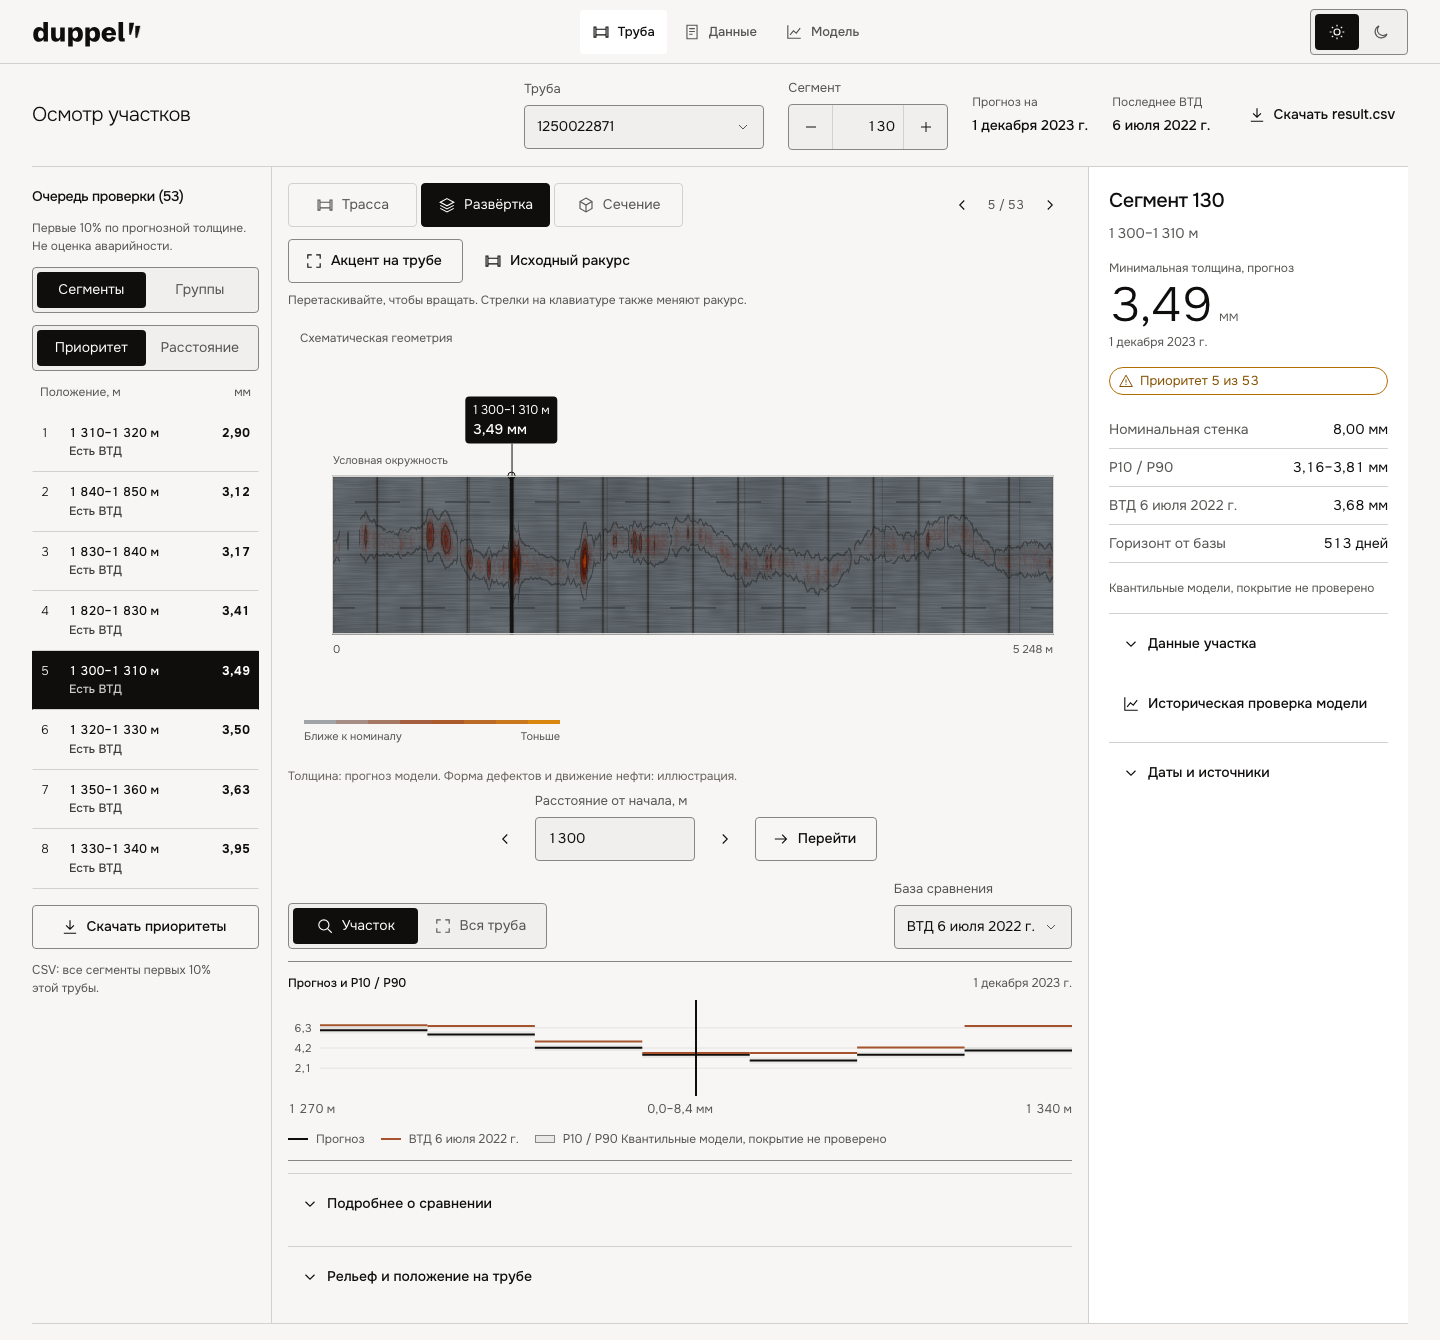 duppel
Труба
Данные
Модель
Осмотр участков
Труба
1250022871
Сегмент
130
Прогноз на
1 декабря 2023 г.
Последнее ВТД
6 июля 2022 г.
Скачать result.csv
Очередь проверки (53)
Первые 10% по прогнозной толщине.
Не оценка аварийности.
Сегменты
Группы
Приоритет
Расстояние
Положение, м
мм
1 1 310–1 320 м 2,90
Есть ВТД
2 1 840–1 850 м 3,12
Есть ВТД
3 1 830–1 840 м 3,17
Есть ВТД
4 1 820–1 830 м 3,41
Есть ВТД
5 1 300–1 310 м 3,49
Есть ВТД
6 1 320–1 330 м 3,50
Есть ВТД
7 1 350–1 360 м 3,63
Есть ВТД
8 1 330–1 340 м 3,95
Есть ВТД
Скачать приоритеты
CSV: все сегменты первых 10%
этой трубы.
Трасса
Развёртка
Сечение
5 / 53
Акцент на трубе
Исходный ракурс
Перетаскивайте, чтобы вращать. Стрелки на клавиатуре также меняют ракурс.
Схематическая геометрия
1 300–1 310 м
3,49 мм
Условная окружность
0
5 248 м
Ближе к номиналу
Тоньше
Толщина: прогноз модели. Форма дефектов и движение нефти: иллюстрация.
Расстояние от начала, м
1300
Перейти
Участок
Вся труба
База сравнения
ВТД 6 июля 2022 г.
Прогноз и P10 / P90
1 декабря 2023 г.
6,3
4,2
2,1
1 270 м
0,0–8,4 мм
1 340 м
Прогноз
ВТД 6 июля 2022 г.
P10 / P90 Квантильные модели, покрытие не проверено
Подробнее о сравнении
Рельеф и положение на трубе
Сегмент 130
1 300–1 310 м
Минимальная толщина, прогноз
3,49 мм
1 декабря 2023 г.
Приоритет 5 из 53
Номинальная стенка 8,00 мм
P10 / P90 3,16–3,81 мм
ВТД 6 июля 2022 г. 3,68 мм
Горизонт от базы 513 дней
Квантильные модели, покрытие не проверено
Данные участка
Историческая проверка модели
Даты и источники